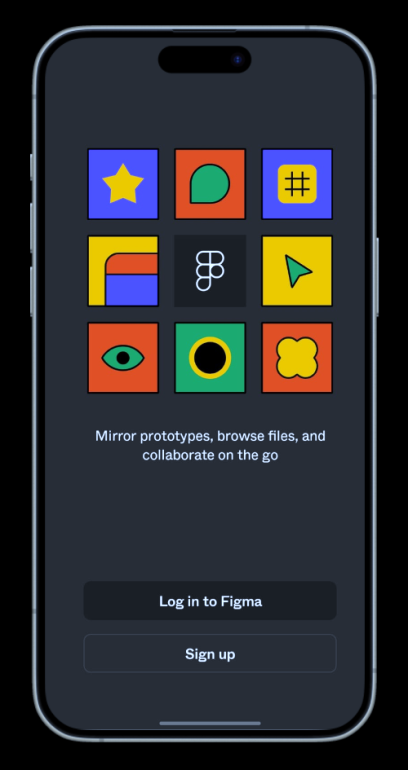 Mirror prototypes, browse files, and
collaborate on the go
Log in to Figma
Sign up